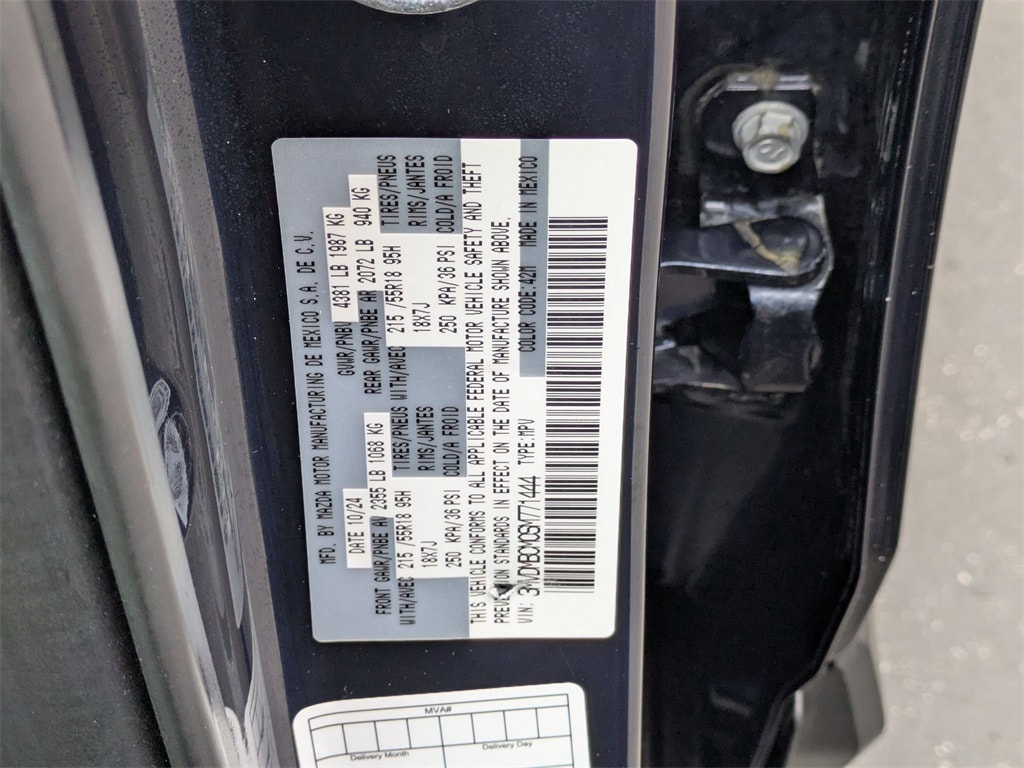 MFD. BY MAZDA MOTOR MANUFACTURING DE MEXICO S.A. DE C.V.
DATE 10/24 GVWR/PNBV 4381 LB 1987 KG
FRONT GAWR/PNBE AV 2355 LB 1068 KG REAR GAWR/PNBE AR 2072 LB 940 KG
WITH/AVEC 215 /55R18 95H TIRES/PNEUS WITH/AVEC 215 /55R18 95H TIRES/PNEUS
18X7J RIMS/JANTES 18X7J RIMS/JANTES
250 KPA/36 PSI COLD/A FROID 250 KPA/36 PSI COLD/A FROID
THIS VEHICLE CONFORMS TO ALL APPLICABLE FEDERAL MOTOR VEHICLE SAFETY AND THEFT
PREVENTION STANDARDS IN EFFECT ON THE DATE OF MANUFACTURE SHOWN ABOVE.
VIN: 3MVDMBCM0SM771444 TYPE:MPV COLOR CODE:42M MADE IN MEXICO
MVA#
Delivery Month Delivery Day